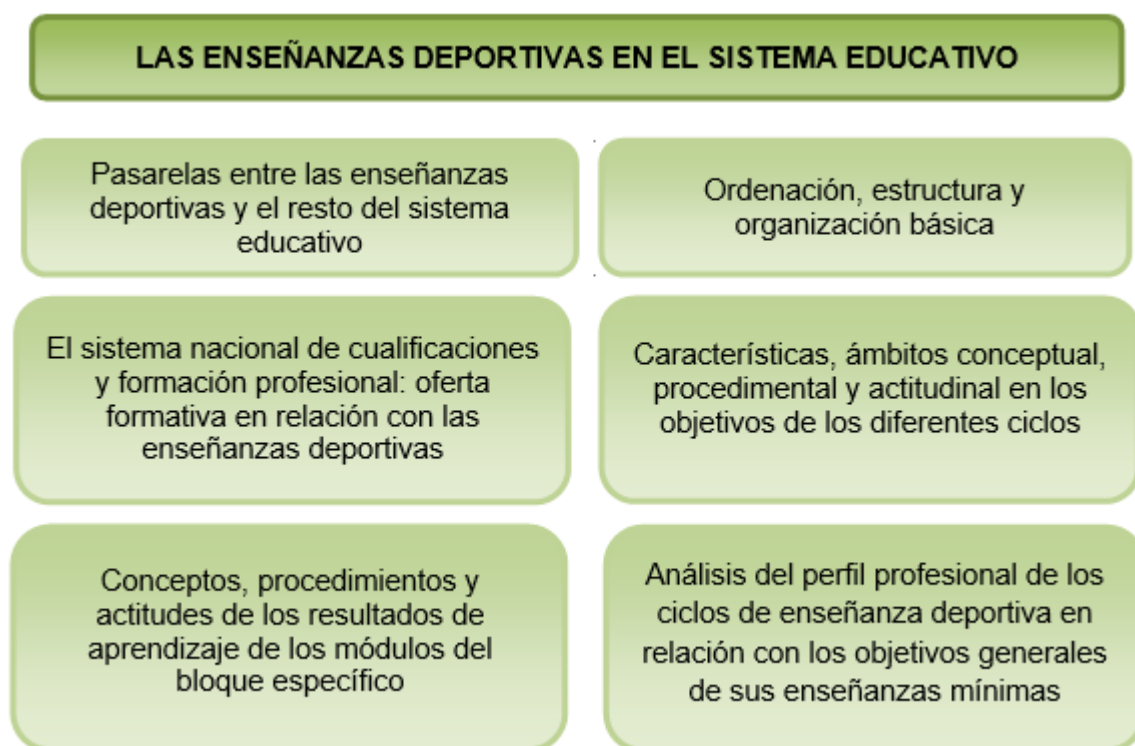 LAS ENSEÑANZAS DEPORTIVAS EN EL SISTEMA EDUCATIVO
Pasarelas entre las enseñanzas
deportivas y el resto del sistema
educativo
Ordenación, estructura y
organización básica
El sistema nacional de cualificaciones
y formación profesional: oferta
formativa en relación con las
enseñanzas deportivas
Características, ámbitos conceptual,
procedimental y actitudinal en los
objetivos de los diferentes ciclos
Conceptos, procedimientos y
actitudes de los resultados de
aprendizaje de los módulos del
bloque específico
Análisis del perfil profesional de los
ciclos de enseñanza deportiva en
relación con los objetivos generales
de sus enseñanzas mínimas